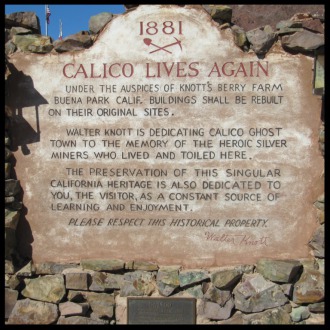 1881
CALICO LIVES AGAIN
UNDER THE AUSPICES OF KNOTT'S BERRY FARM
BUENA PARK CALIF. BUILDINGS SHALL BE REBUILT
ON THEIR ORIGINAL SITES.
WALTER KNOTT IS DEDICATING CALICO GHOST
TOWN TO THE MEMORY OF THE HEROIC SILVER
MINERS WHO LIVED AND TOILED HERE.
THE PRESERVATION OF THIS SINGULAR
CALIFORNIA HERITAGE IS ALSO DEDICATED TO
YOU, THE VISITOR, AS A CONSTANT SOURCE OF
LEARNING AND ENJOYMENT.
PLEASE RESPECT THIS HISTORICAL PROPERTY.
Walter Knott